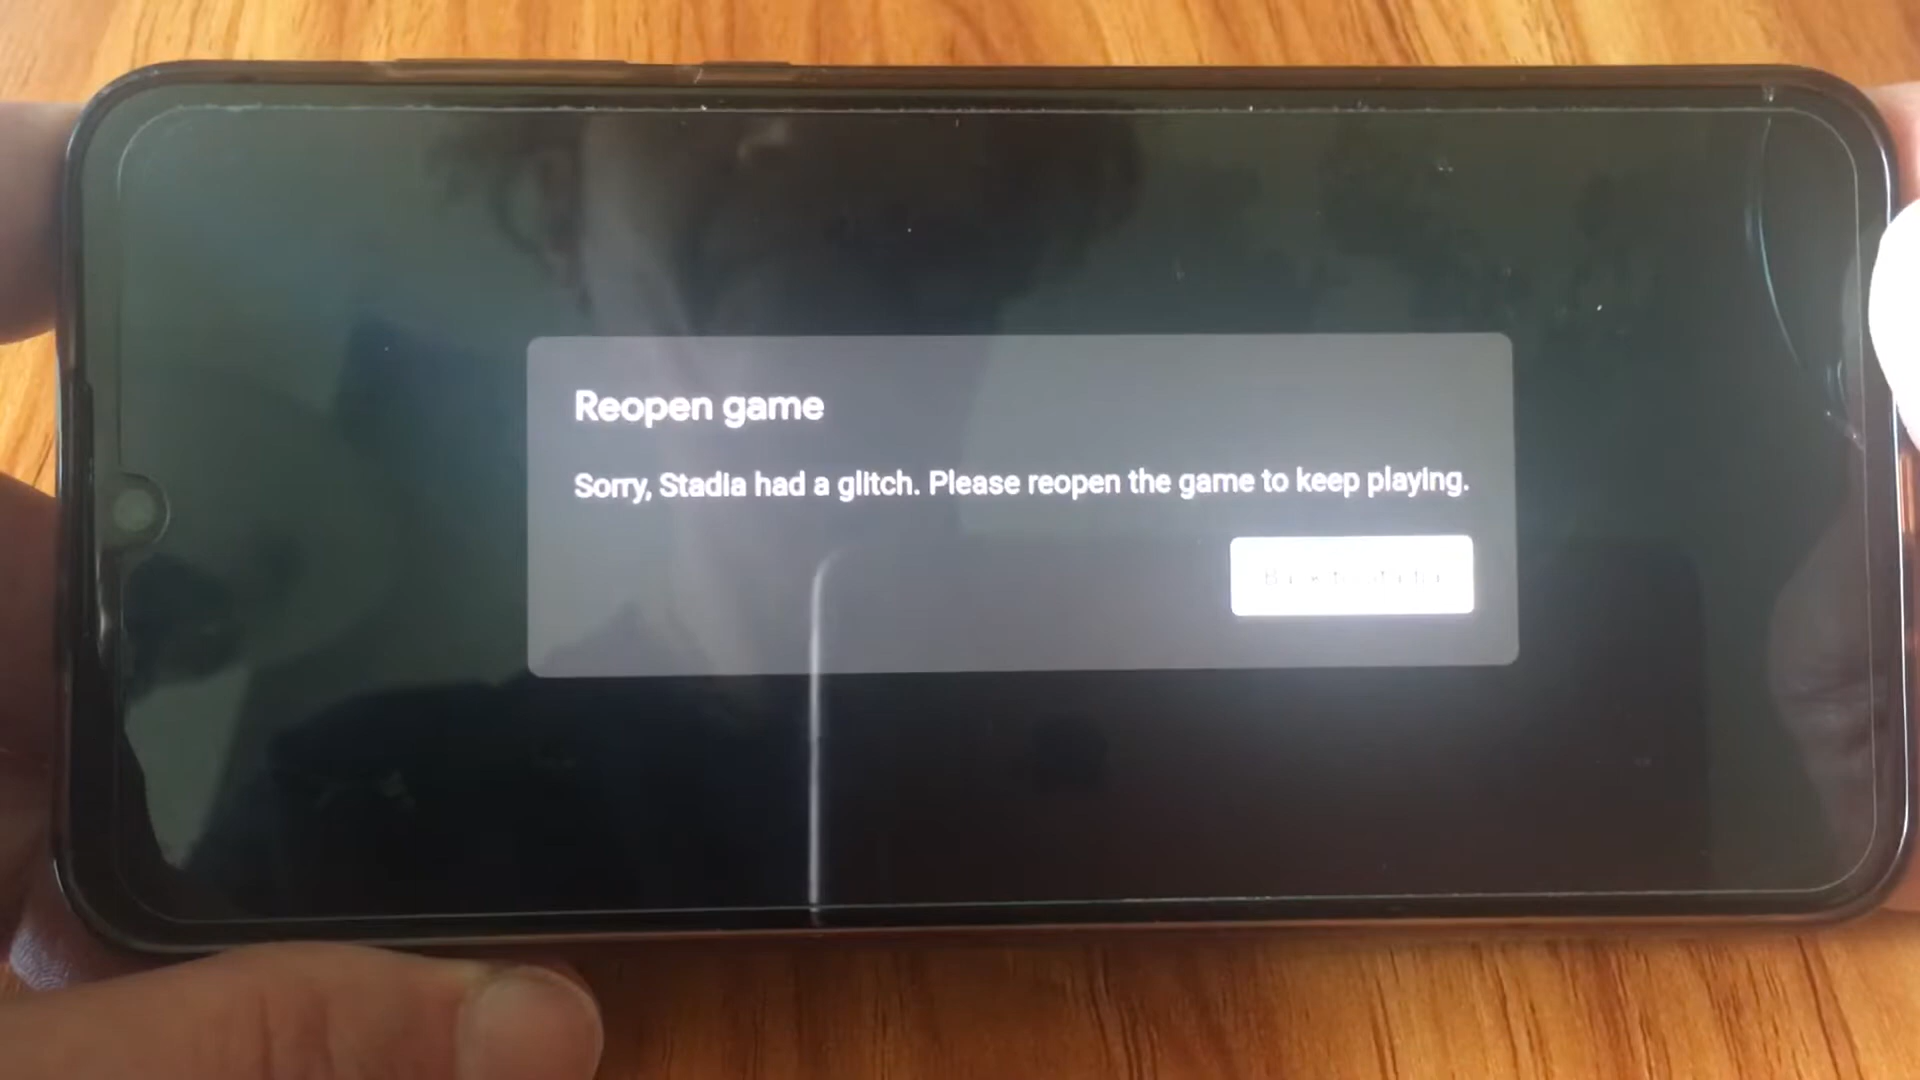 Reopen game
Sorry, Stadia had a glitch. Please reopen the game to keep playing.